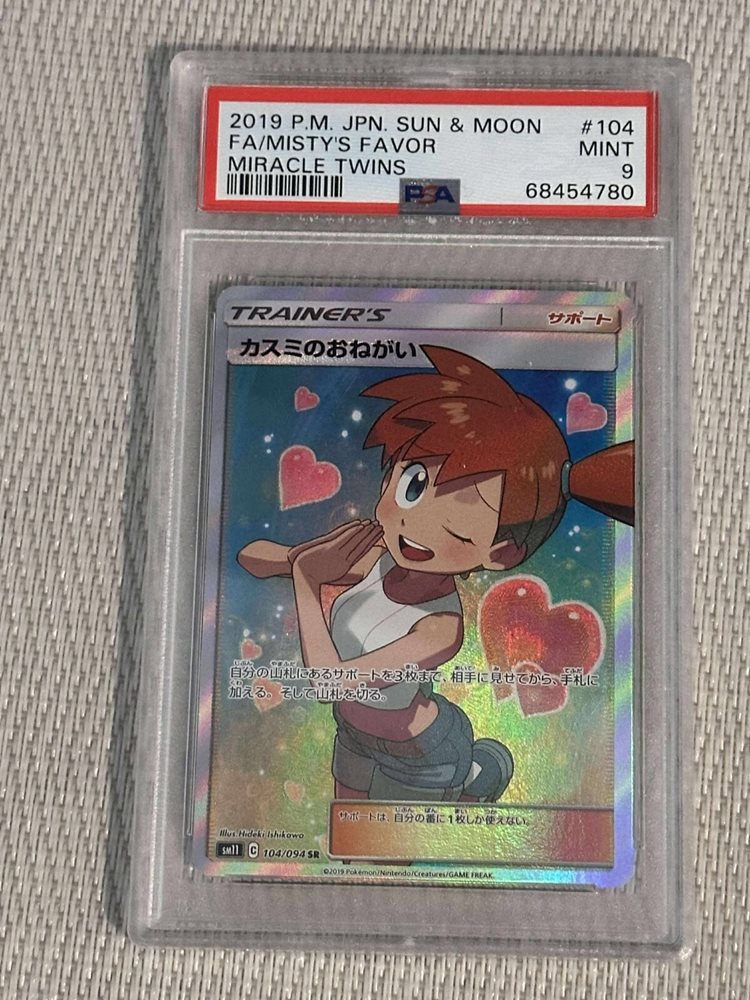 2019 P.M. JPN. SUN & MOON #104
FA/MISTY'S FAVOR MINT
MIRACLE TWINS 9
PSA 68454780
TRAINER'S サポート
カスミのおねがい
自分の山札にあるサポートを3枚まで、相手に見せてから、手札に
加える。そして山札を切る。
サポートは、自分の番に1枚しか使えない。
Illus. Hideki Ishikawa
SM11 C 104/094 SR
©2019 Pokémon/Nintendo/Creatures/GAME FREAK.